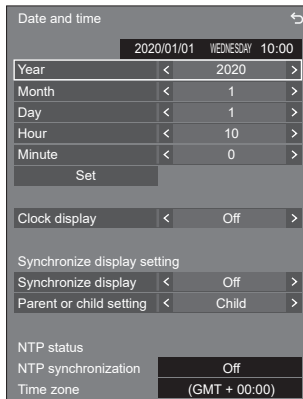 Date and time
2020/01/01 WEDNESDAY 10:00
Year < 2020 >
Month < 1 >
Day < 1 >
Hour < 10 >
Minute < 0 >
Set
Clock display < Off >
Synchronize display setting
Synchronize display < Off >
Parent or child setting < Child >
NTP status
NTP synchronization Off
Time zone (GMT + 00:00)